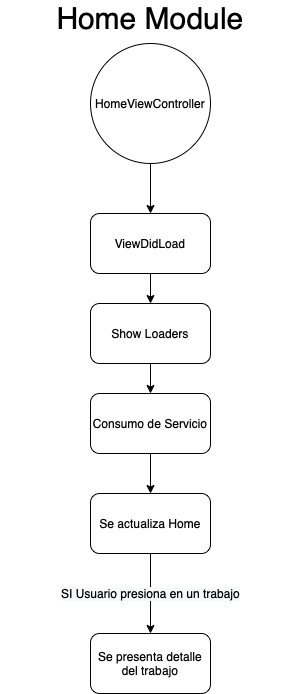 Home Module
HomeViewController
ViewDidLoad
Show Loaders
Consumo de Servicio
Se actualiza Home
SI Usuario presiona en un trabajo
Se presenta detalle
del trabajo